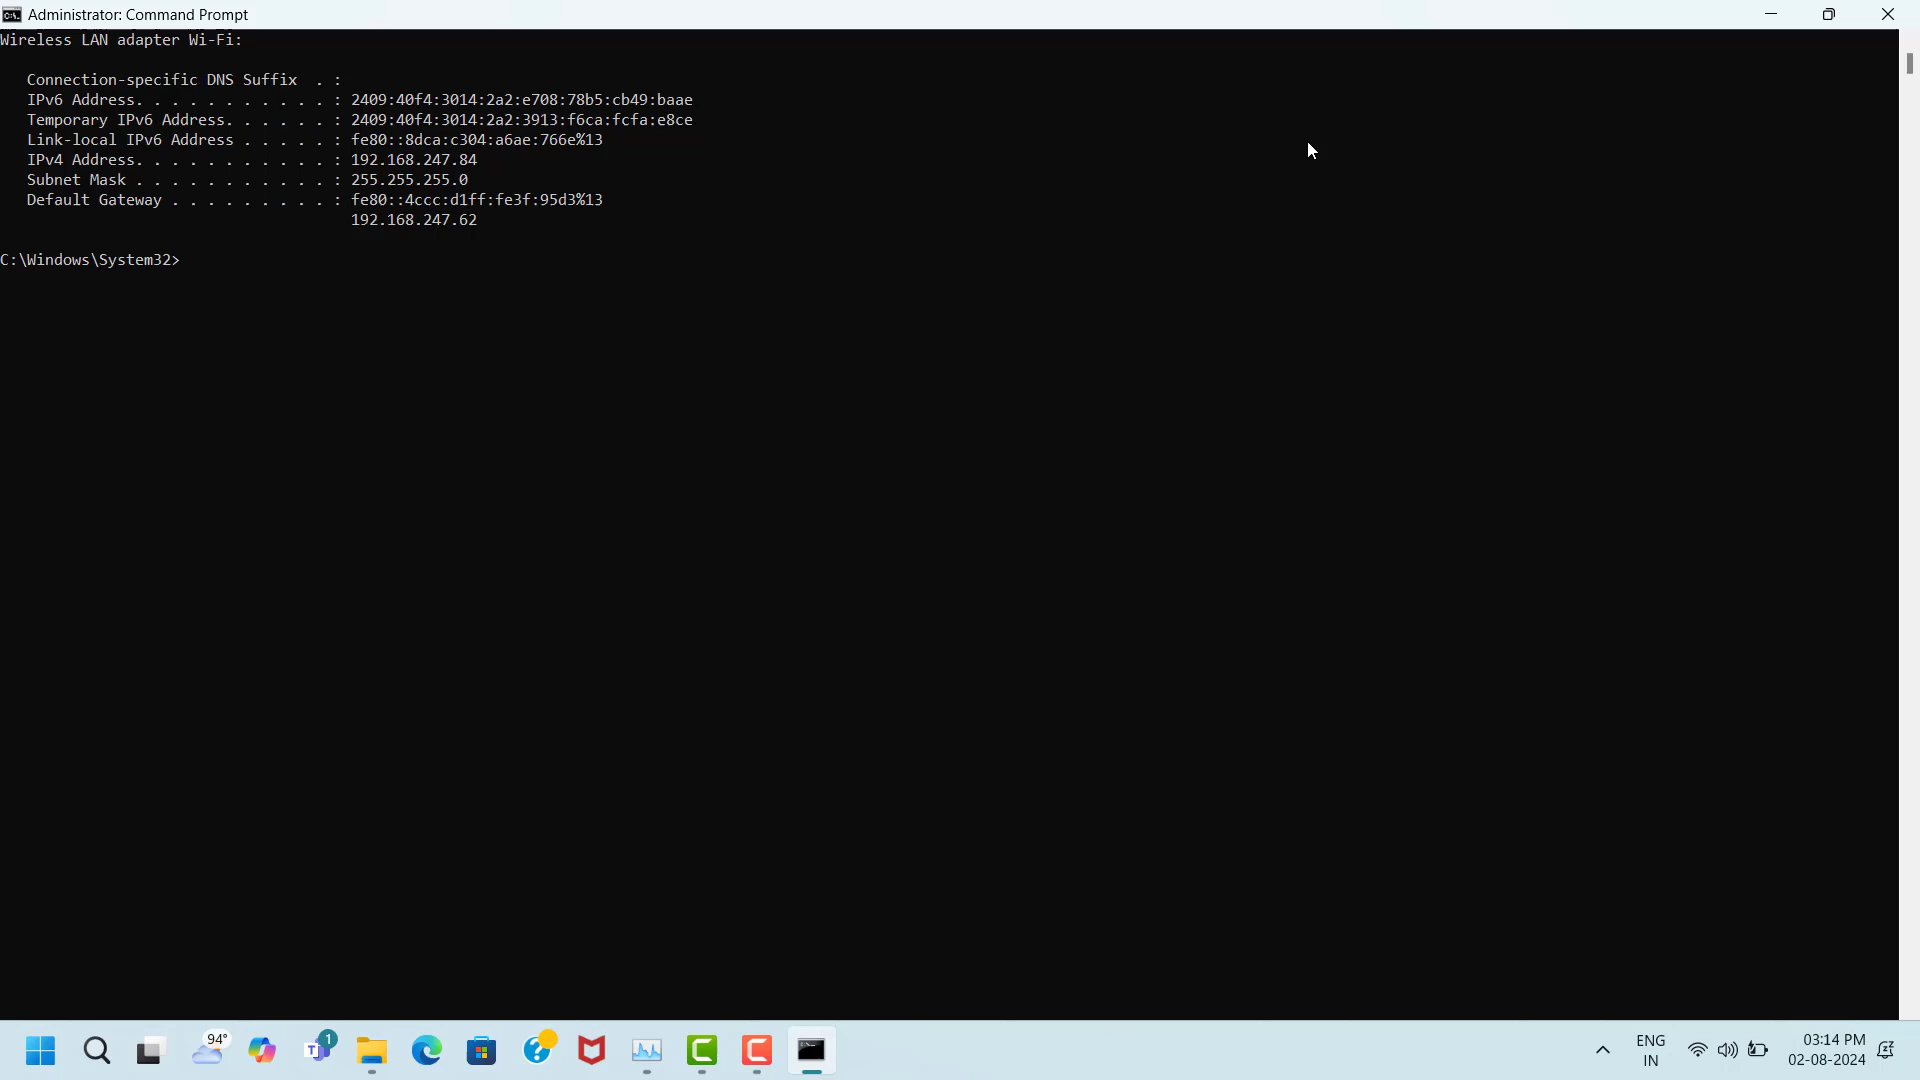 Administrator: Command Prompt
Wireless LAN adapter Wi-Fi:
Connection-specific DNS Suffix . :
IPv6 Address. . . . . . . . . . . : 2409:40f4:3014:2a2:e708:78b5:cb49:baae
Temporary IPv6 Address. . . . . . : 2409:40f4:3014:2a2:3913:f6ca:fcfa:e8ce
Link-local IPv6 Address . . . . . : fe80::8dca:c304:a6ae:766e%13
IPv4 Address. . . . . . . . . . . : 192.168.247.84
Subnet Mask . . . . . . . . . . . : 255.255.255.0
Default Gateway . . . . . . . . . : fe80::4ccc:d1ff:fe3f:95d3%13
192.168.247.62
C:\Windows\System32>
94°
1
ENG
IN
03:14 PM
02-08-2024